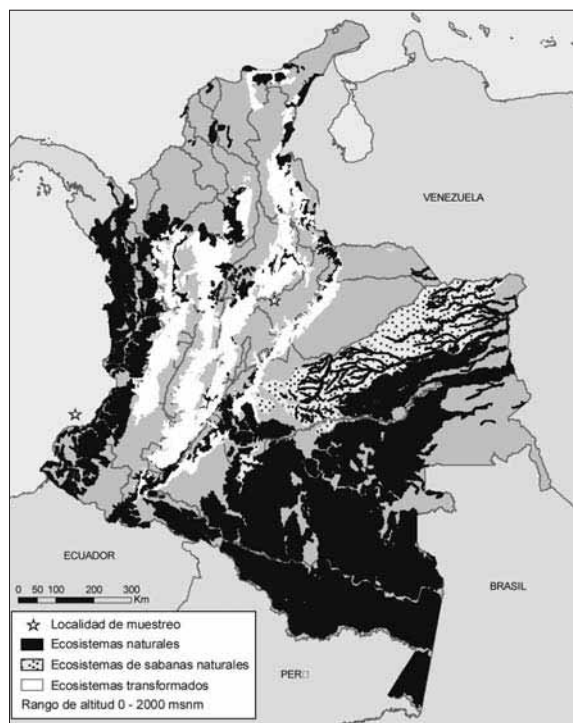 VENEZUELA
ECUADOR
BRASIL
0 50 100 200 300
Km
PER□
Localidad de muestreo
Ecosistemas naturales
Ecosistemas de sabanas naturales
Ecosistemas transformados
Rango de altitud 0 - 2000 msnm